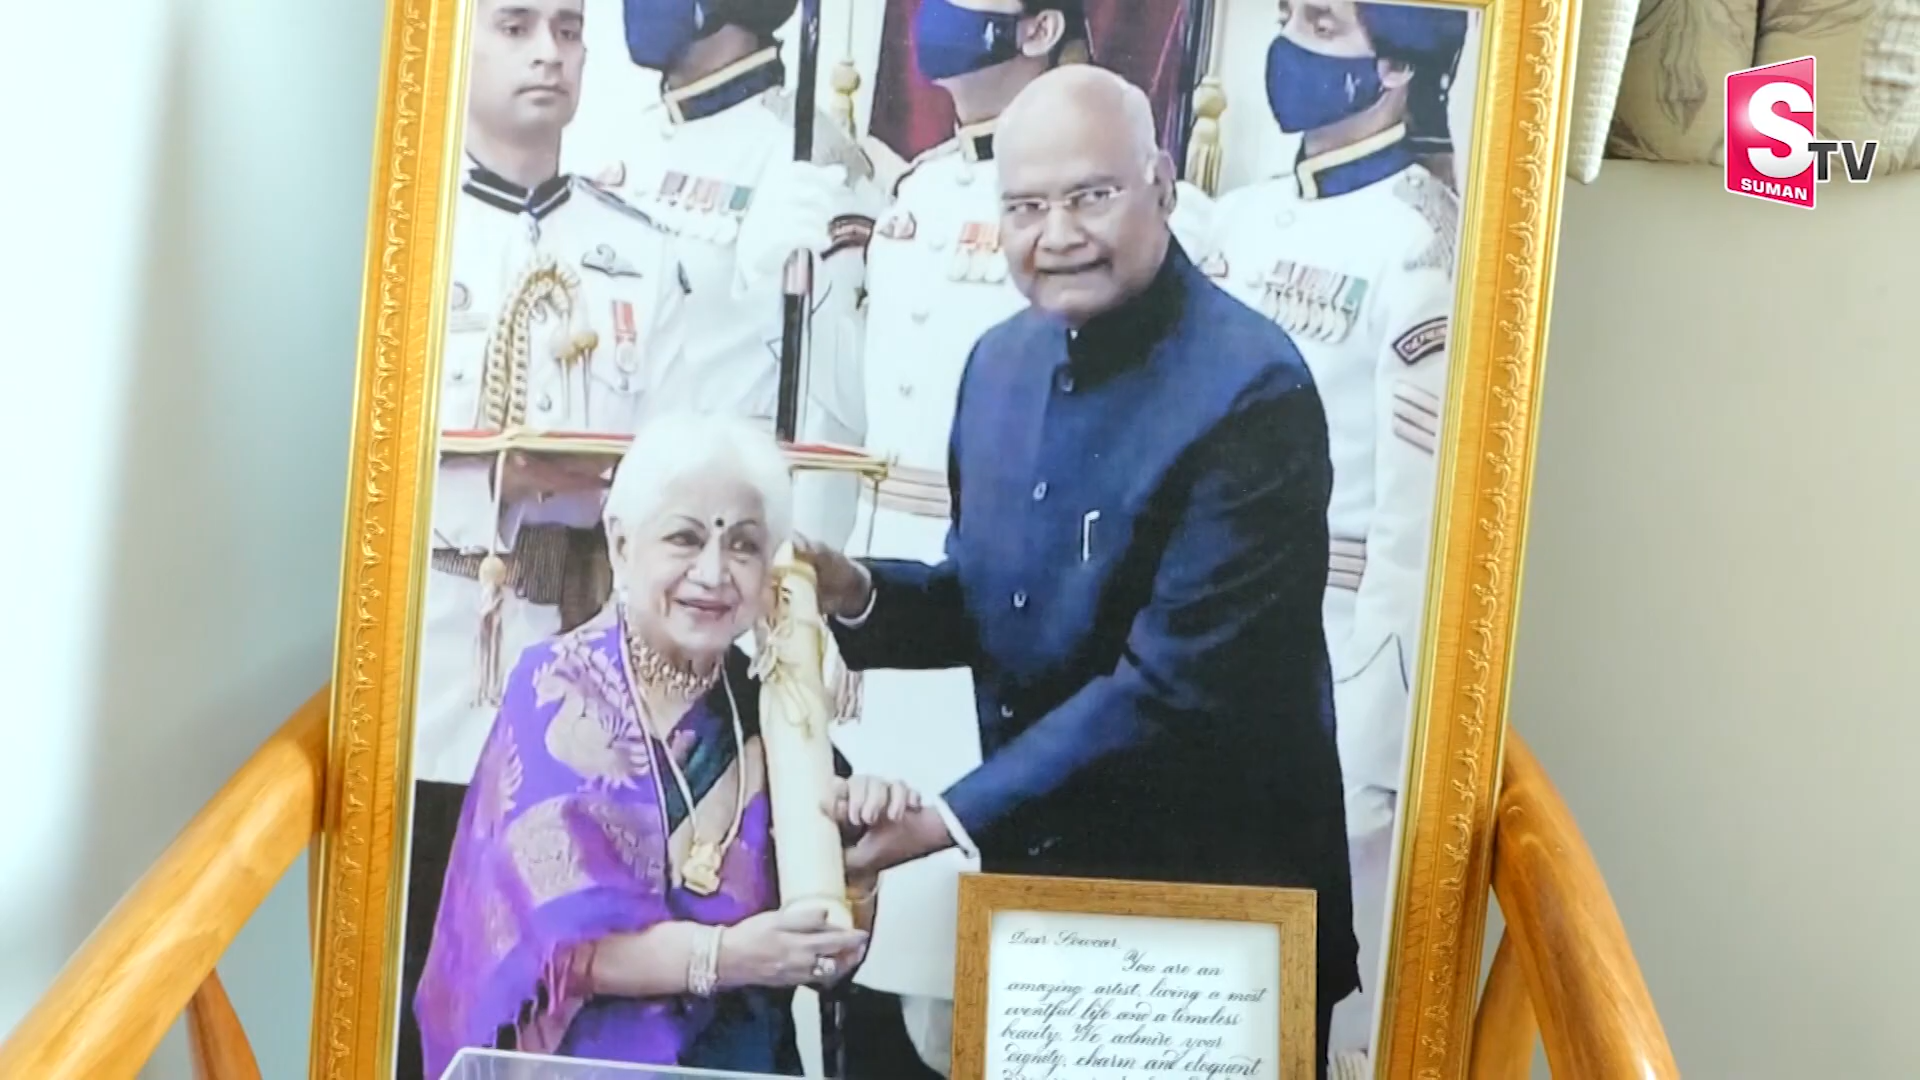 S
TV
SUMAN
Dear Sowcar,
You are an
amazing artist, living a most
eventful life and a timeless
beauty. We admire your
dignity, charm and eloquent